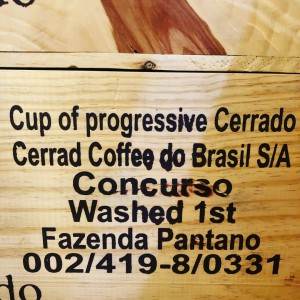 Cup of progressive Cerrado
Cerrad Coffee do Brasil S/A
Concurso
Washed 1st
Fazenda Pantano
002/419-8/0331